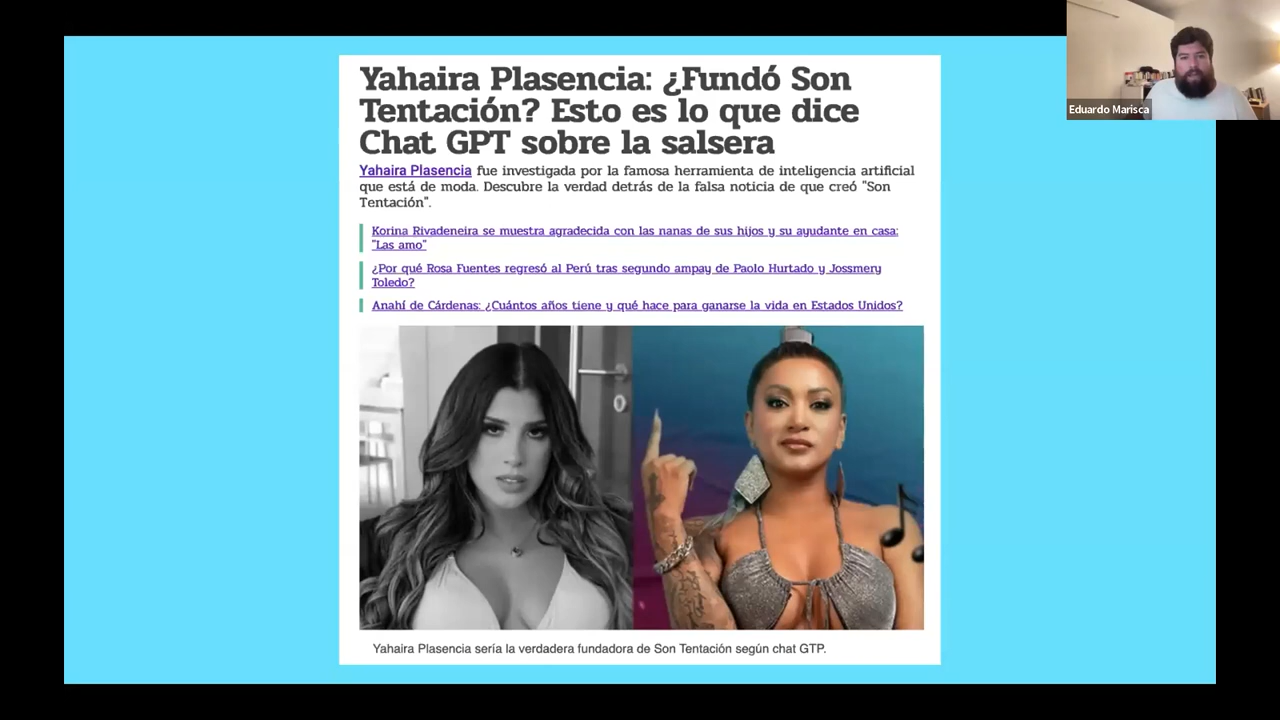 Eduardo Marisca
Yahaira Plasencia: ¿Fundó Son
Tentación? Esto es lo que dice
Chat GPT sobre la salsera
Yahaira Plasencia fue investigada por la famosa herramienta de inteligencia artificial
que está de moda. Descubre la verdad detrás de la falsa noticia de que creó "Son
Tentación".
Korina Rivadeneira se muestra agradecida con las nanas de sus hijos y su ayudante en casa:
"Las amo"
¿Por qué Rosa Fuentes regresó al Perú tras segundo ampay de Paolo Hurtado y Jossmery
Toledo?
Anahí de Cárdenas: ¿Cuántos años tiene y qué hace para ganarse la vida en Estados Unidos?
Yahaira Plasencia sería la verdadera fundadora de Son Tentación según chat GTP.